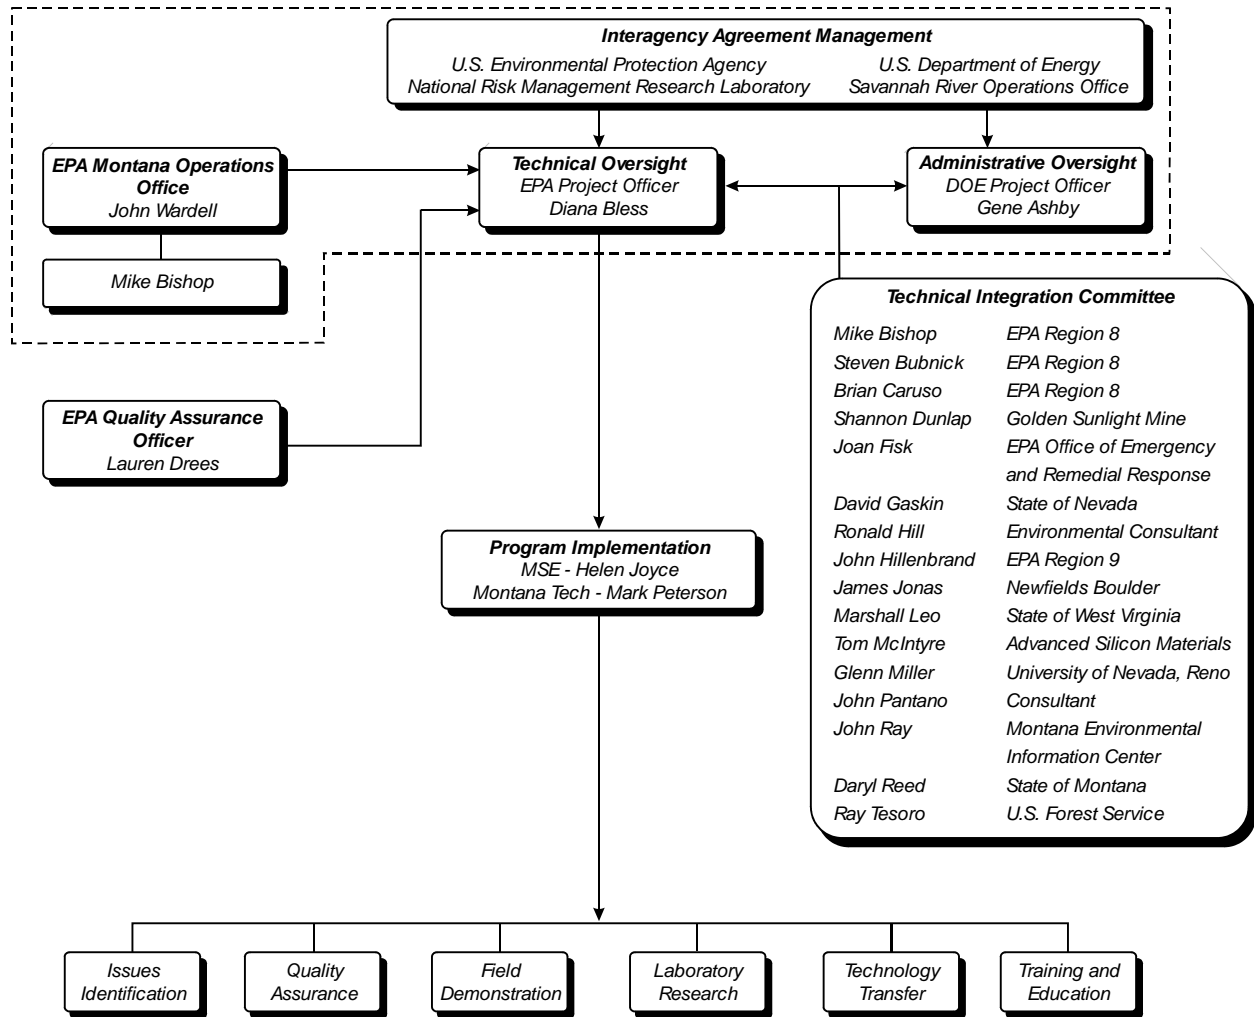 Interagency Agreement Management
U.S. Environmental Protection Agency
National Risk Management Research Laboratory
U.S. Department of Energy
Savannah River Operations Office
EPA Montana Operations
Office
John Wardell
Technical Oversight
EPA Project Officer
Diana Bless
Administrative Oversight
DOE Project Officer
Gene Ashby
Mike Bishop
Technical Integration Committee
Mike Bishop EPA Region 8
Steven Bubnick EPA Region 8
Brian Caruso EPA Region 8
Shannon Dunlap Golden Sunlight Mine
Joan Fisk EPA Office of Emergency
and Remedial Response
David Gaskin State of Nevada
Ronald Hill Environmental Consultant
John Hillenbrand EPA Region 9
James Jonas Newfields Boulder
Marshall Leo State of West Virginia
Tom McIntyre Advanced Silicon Materials
Glenn Miller University of Nevada, Reno
John Pantano Consultant
John Ray Montana Environmental
Information Center
Daryl Reed State of Montana
Ray Tesoro U.S. Forest Service
EPA Quality Assurance
Officer
Lauren Drees
Program Implementation
MSE - Helen Joyce
Montana Tech - Mark Peterson
Issues
Identification
Quality
Assurance
Field
Demonstration
Laboratory
Research
Technology
Transfer
Training and
Education